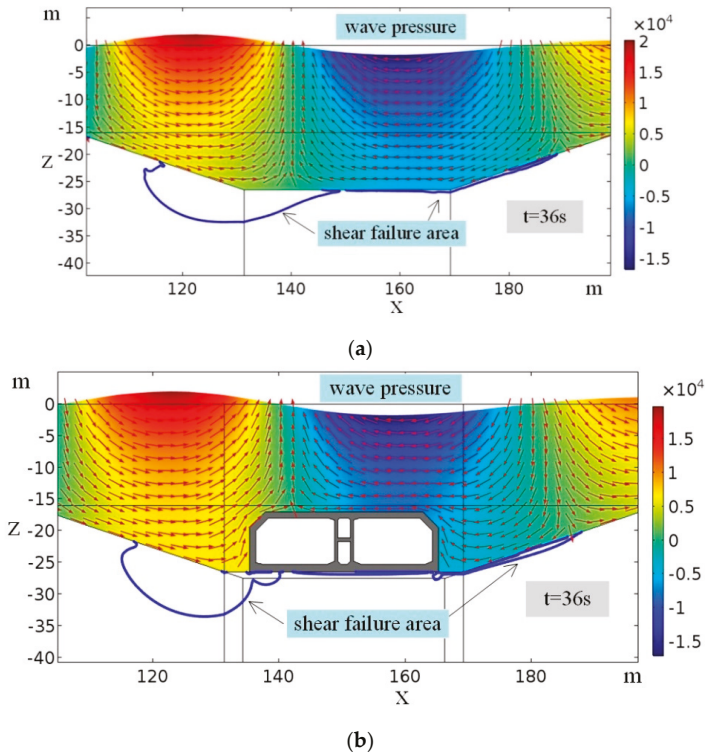 m
wave pressure
×10⁴
0
-5
-10
-15
Z -20
-25
-30
-35
-40
shear failure area
t=36s
120 140 160 180 m
X
2
1.5
1
0.5
0
-0.5
-1
-1.5
(a)
m
wave pressure
×10⁴
0
-5
-10
-15
Z -20
-25
-30
-35
-40
shear failure area
t=36s
120 140 160 180 m
X
1.5
1
0.5
0
-0.5
-1
-1.5
(b)